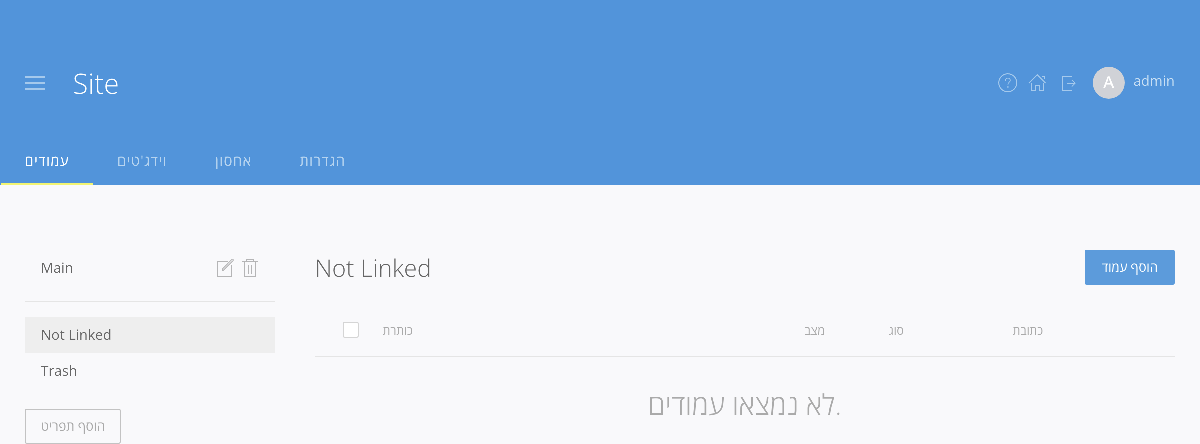 Site
A
admin
עמודים
וידג'טים
אחסון
הגדרות
Main
Not Linked
Trash
הוסף תפריט
Not Linked
הוסף עמוד
כותרת
מצב
סוג
כתובת
לא נמצאו עמודים.